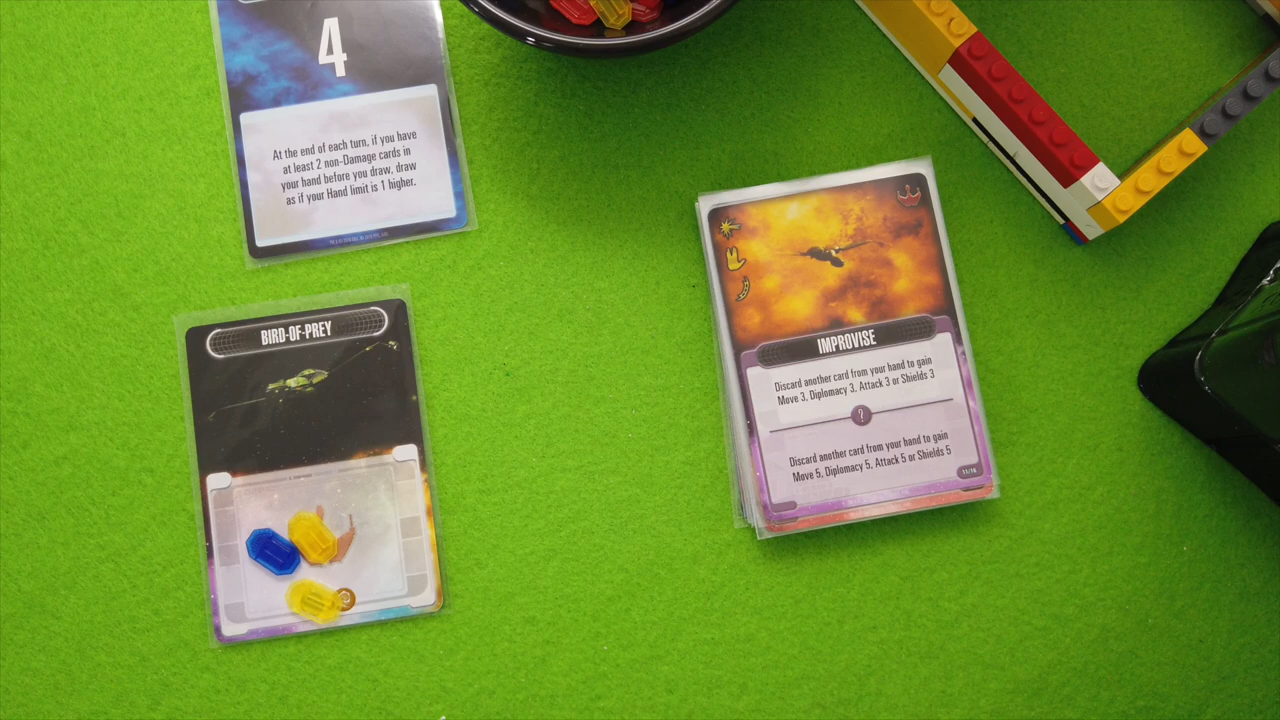 4
At the end of each turn, if you have
at least 2 non-Damage cards in
your hand before you draw, draw
as if your Hand limit is 1 higher.
BIRD-OF-PREY
IMPROVISE
Discard another card from your hand to gain
Move 3, Diplomacy 3, Attack 3 or Shields 3
?
Discard another card from your hand to gain
Move 5, Diplomacy 5, Attack 5 or Shields 5
11/16